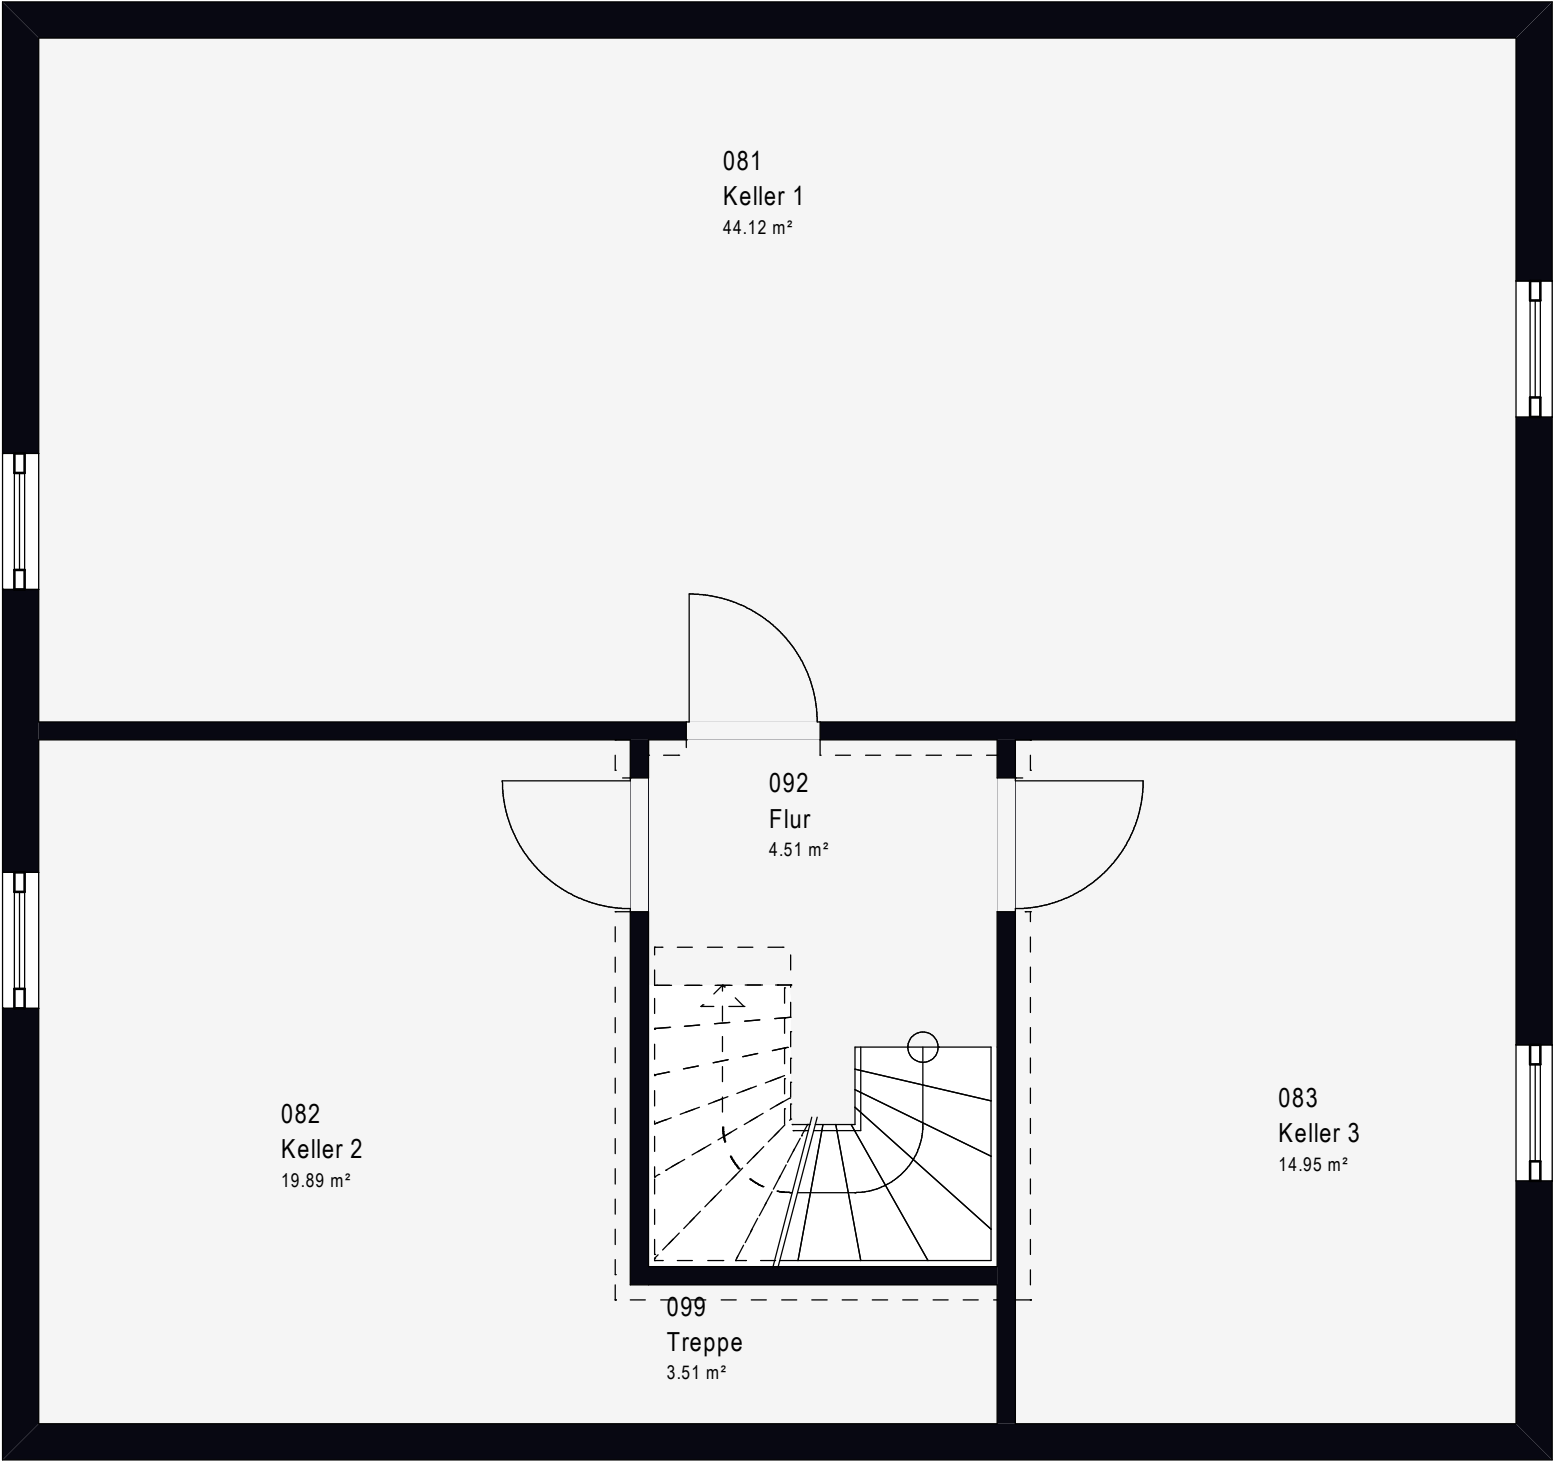 081
Keller 1
44.12 m²
092
Flur
4.51 m²
082
Keller 2
19.89 m²
083
Keller 3
14.95 m²
099
Treppe
3.51 m²